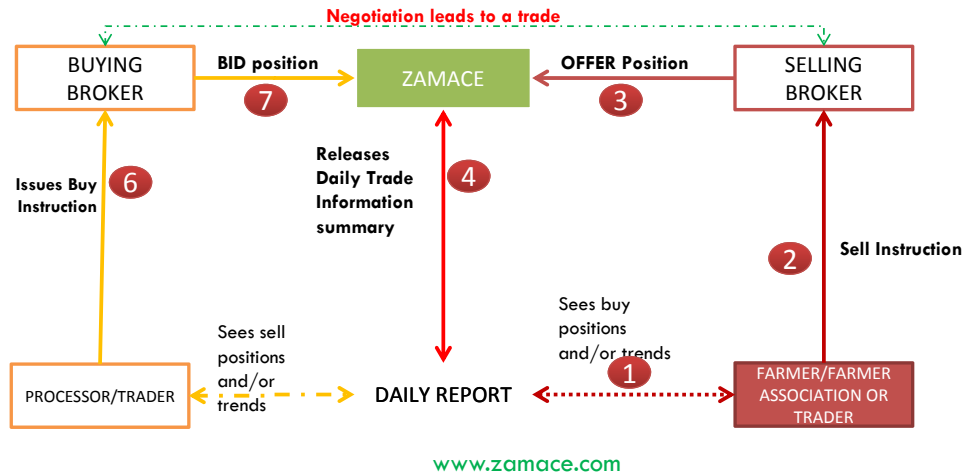 Negotiation leads to a trade
BUYING
BROKER
BID position
7
ZAMACE
OFFER Position
3
SELLING
BROKER
Issues Buy
Instruction
6
Releases
Daily Trade
Information
summary
4
2
Sell Instruction
Sees sell
positions
and/or
trends
Sees buy
positions
and/or trends
1
PROCESSOR/TRADER
DAILY REPORT
FARMER/FARMER
ASSOCIATION OR
TRADER
www.zamace.com